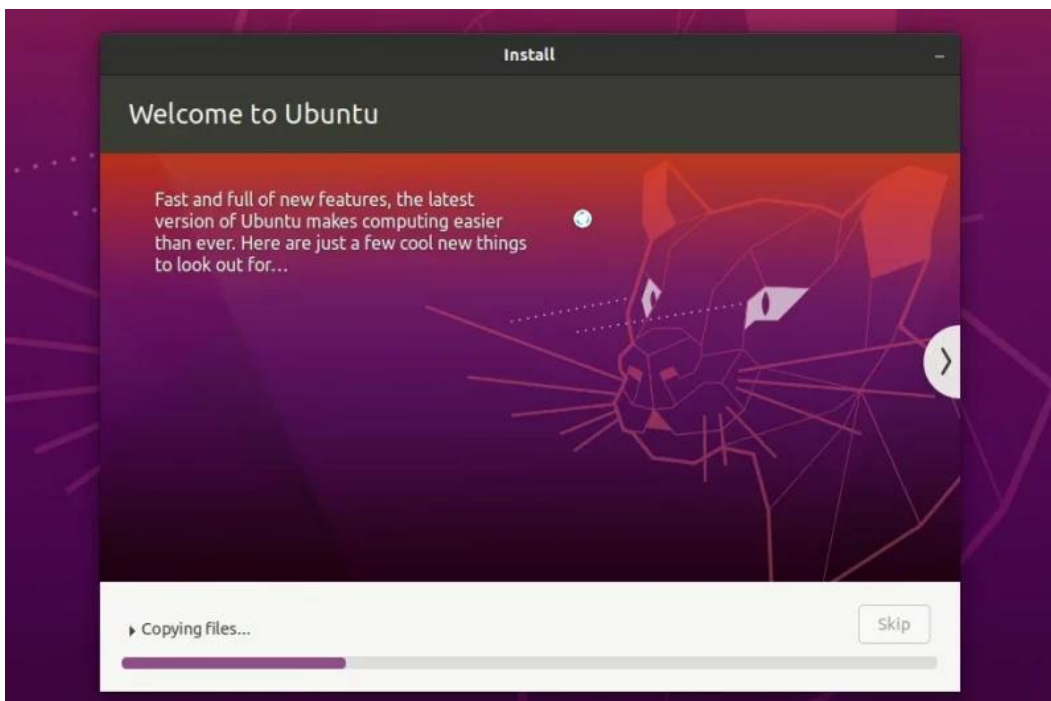 Install
Welcome to Ubuntu
Fast and full of new features, the latest
version of Ubuntu makes computing easier
than ever. Here are just a few cool new things
to look out for...
Copying files...
Skip